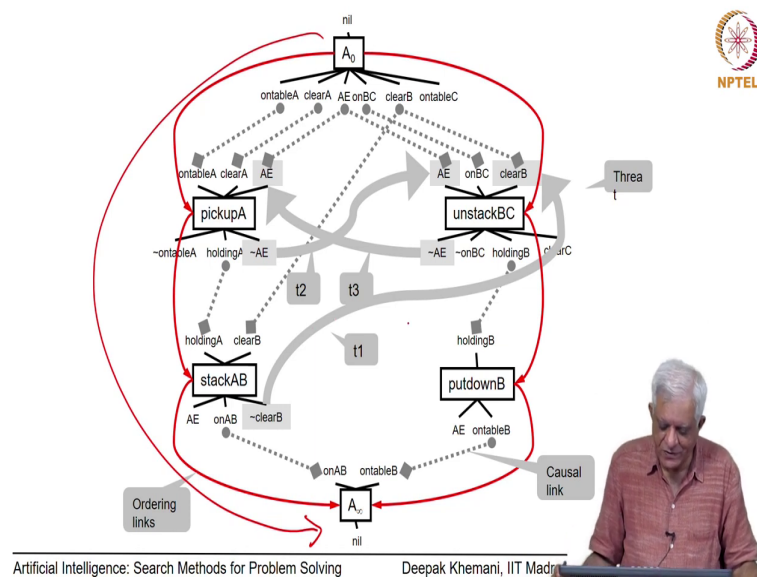 nil
A₀
NPTEL
ontableA clearA AE onBC clearB ontableC
ontableA clearA AE AE onBC clearB
Threa
t
pickupA unstackBC
~ontableA holdingA ~AE ~AE ~onBC holdingB clearC
t2 t3
t1
holdingA clearB holdingB
stackAB putdownB
AE onAB ~clearB AE ontableB
onAB ontableB
Causal
link
Ordering
links
A∞
nil
Artificial Intelligence: Search Methods for Problem Solving Deepak Khemani, IIT Madr